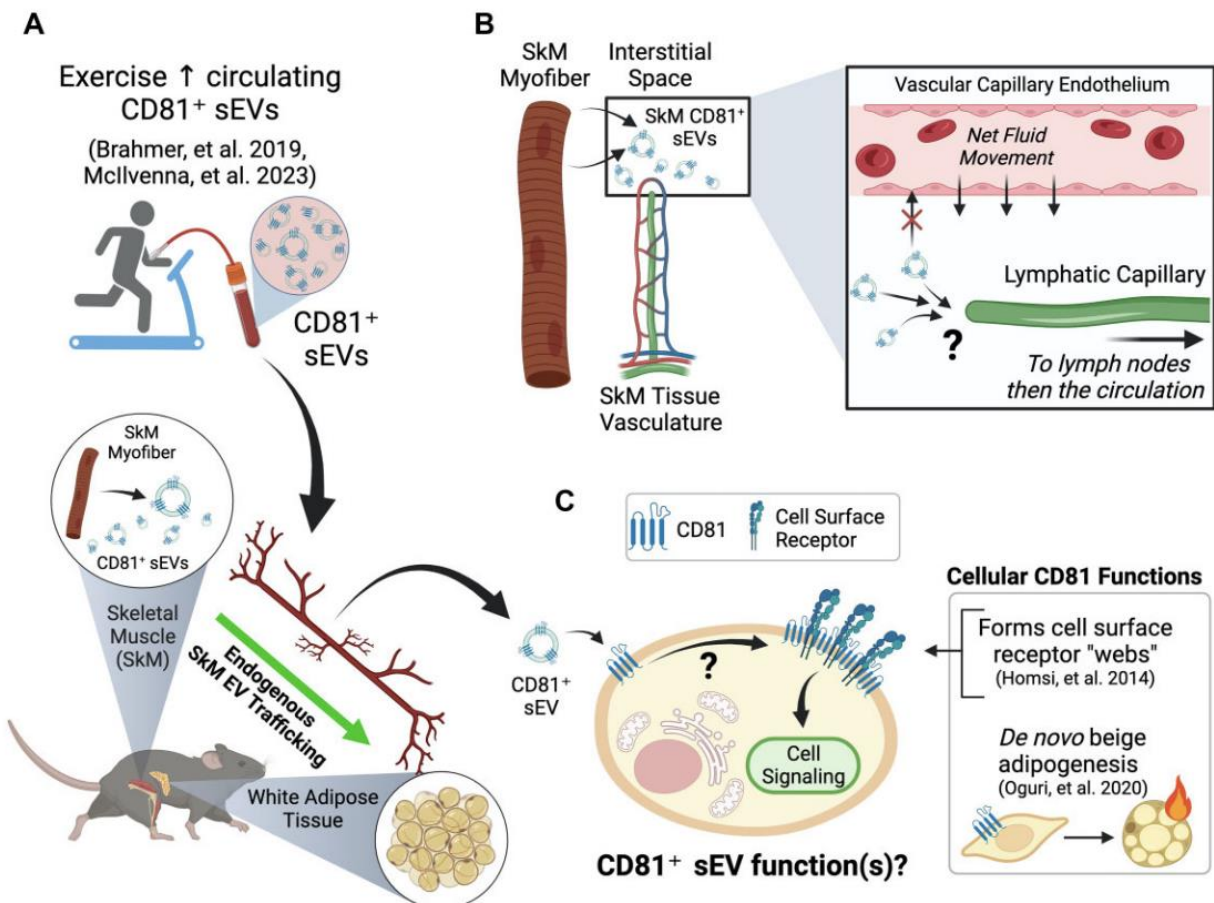 A
Exercise ↑ circulating
CD81⁺ sEVs
(Brahmer, et al. 2019,
McIlvenna, et al. 2023)
CD81⁺
sEVs
SkM
Myofiber
CD81⁺ sEVs
Skeletal
Muscle
(SkM)
Endogenous
SkM EV Trafficking
White Adipose
Tissue
B
SkM
Myofiber
Interstitial
Space
SkM CD81⁺
sEVs
SkM Tissue
Vasculature
Vascular Capillary Endothelium
Net Fluid
Movement
Lymphatic Capillary
?
To lymph nodes
then the circulation
C
CD81
Cell Surface
Receptor
CD81⁺
sEV
?
Cell
Signaling
CD81⁺ sEV function(s)?
Cellular CD81 Functions
Forms cell surface
receptor "webs"
(Homsi, et al. 2014)
De novo beige
adipogenesis
(Oguri, et al. 2020)